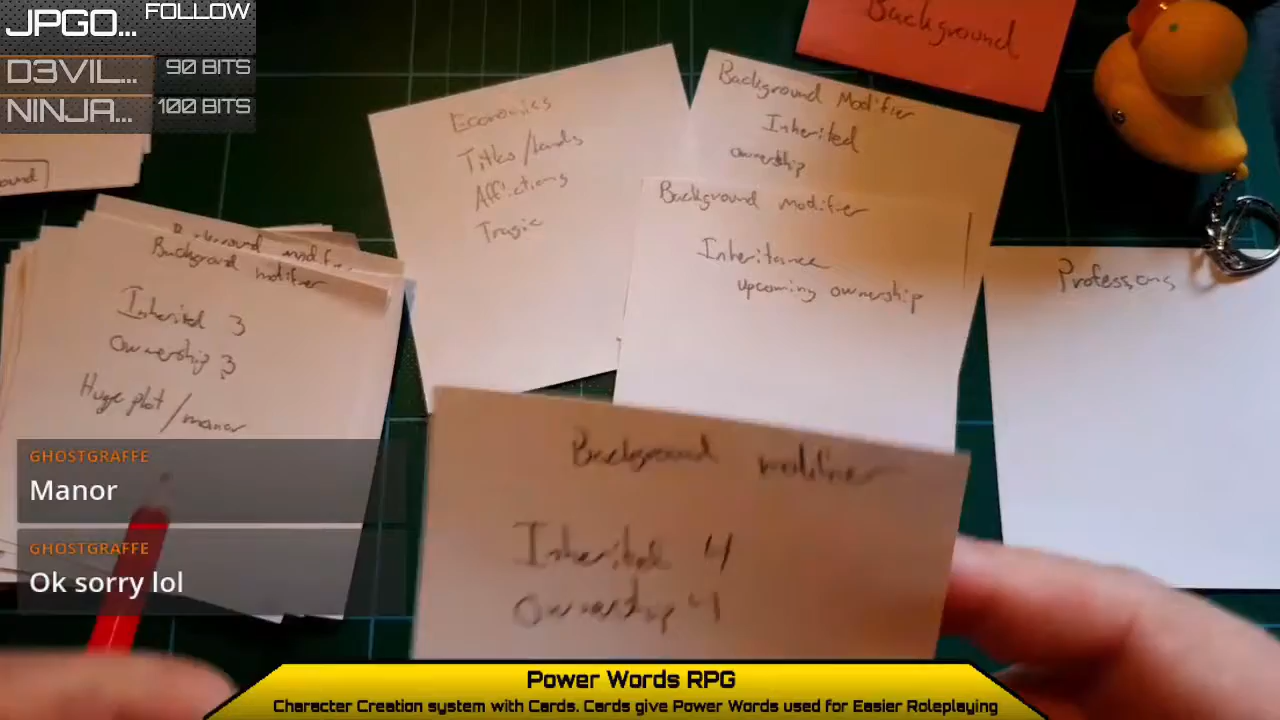 JPGO...
FOLLOW
D3VIL...
90 BITS
NINJA...
100 BITS
Background
Economics
Titles/lands
Afflictions
Tragic
Background Modifier
Inherited
ownership
Background modifier
Inheritance
upcoming ownership
Professions
Background modifier
Inherited 3
Ownership 3
Huge plot/manor
Background modifier
Inherited 4
Ownership 4
GHOSTGRAFFE
Manor
GHOSTGRAFFE
Ok sorry lol
Power Words RPG
Character Creation system with Cards. Cards give Power Words used for Easier Roleplaying